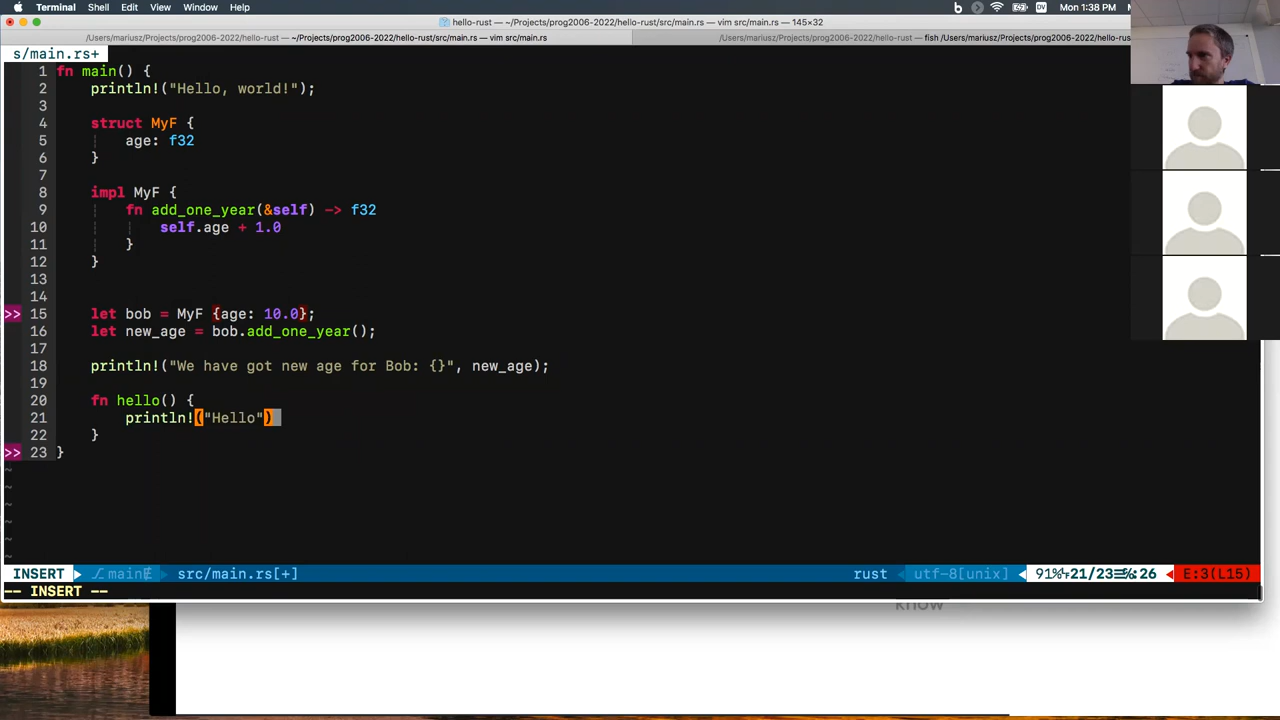 Terminal Shell Edit View Window Help
DV Mon 1:38 PM
hello-rust — ~/Projects/prog2006-2022/hello-rust/src/main.rs — vim src/main.rs — 145×32
/Users/mariusz/Projects/prog2006-2022/hello-rust — ~/Projects/prog2006-2022/hello-rust/src/main.rs — vim src/main.rs
/Users/mariusz/Projects/prog2006-2022/hello-rust — fish /Users/mariusz/Projects/prog2006-2022/hello-rust
s/main.rs+
1 fn main() {
2 println!("Hello, world!");
3
4 struct MyF {
5 age: f32
6 }
7
8 impl MyF {
9 fn add_one_year(&self) -> f32
10 self.age + 1.0
11 }
12 }
13
14
>> 15 let bob = MyF {age: 10.0};
16 let new_age = bob.add_one_year();
17
18 println!("We have got new age for Bob: {}", new_age);
19
20 fn hello() {
21 println!("Hello")
22 }
>> 23 }
~
~
~
~
~
~
INSERT main src/main.rs[+] rust utf-8[unix] 91% 21/23 :26 E:3(L15)
-- INSERT --
know